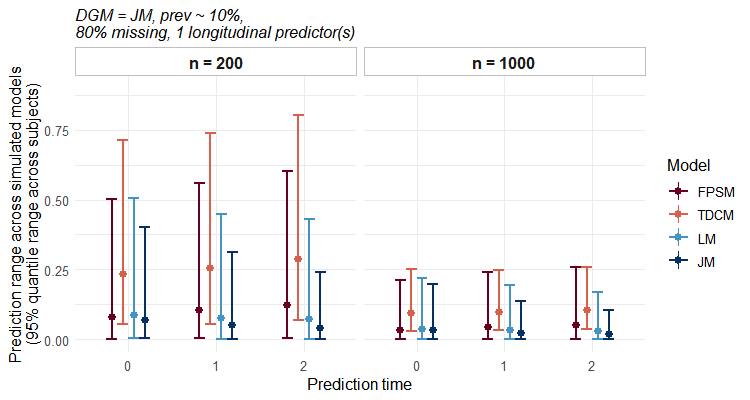 DGM = JM, prev ~ 10%,
80% missing, 1 longitudinal predictor(s)
n = 200
n = 1000
Prediction range across simulated models
(95% quantile range across subjects)
0.75
0.50
0.25
0.00
0
1
2
0
1
2
Prediction time
Model
FPSM
TDCM
LM
JM